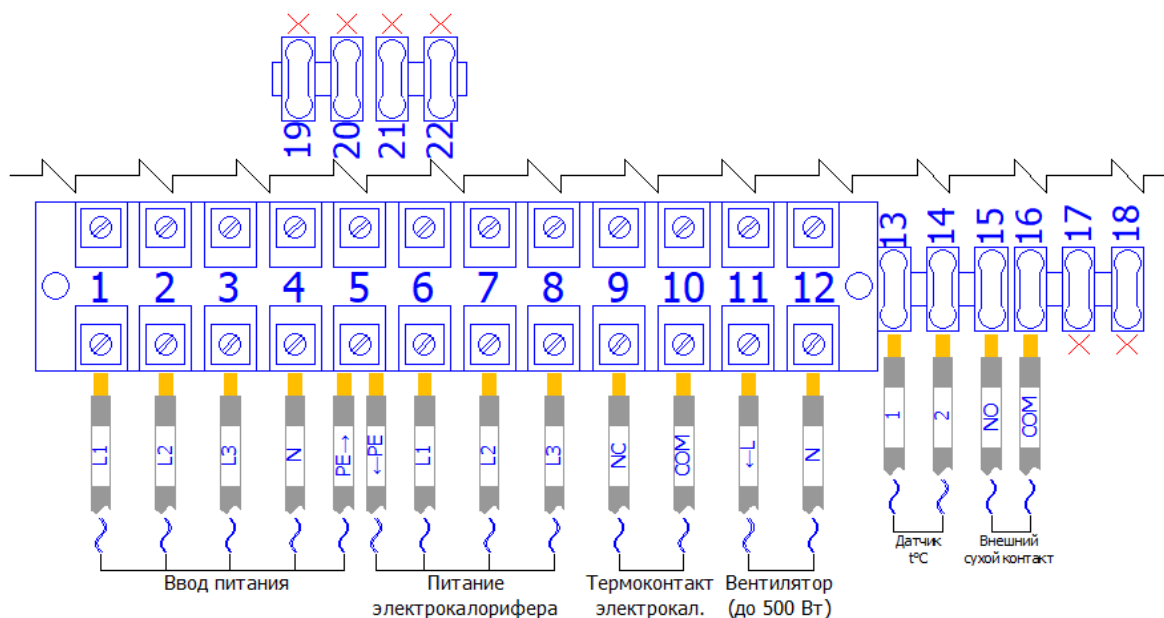 19 20 21 22
1 2 3 4 5 6 7 8 9 10 11 12 13 14 15 16 17 18
L1 L2 L3 N PE→ ←PE L1 L2 L3 NC COM ←L N 1 2 NO COM
Ввод питания
Питание
электрокалорифера
Термоконтакт
электрокал.
Вентилятор
(до 500 Вт)
Датчик
t°C
Внешний
сухой контакт